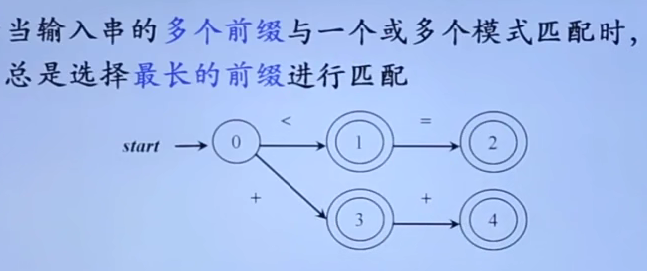 当输入串的多个前缀与一个或多个模式匹配时，
总是选择最长的前缀进行匹配
< =
start 0 1 2
+ +
3 4